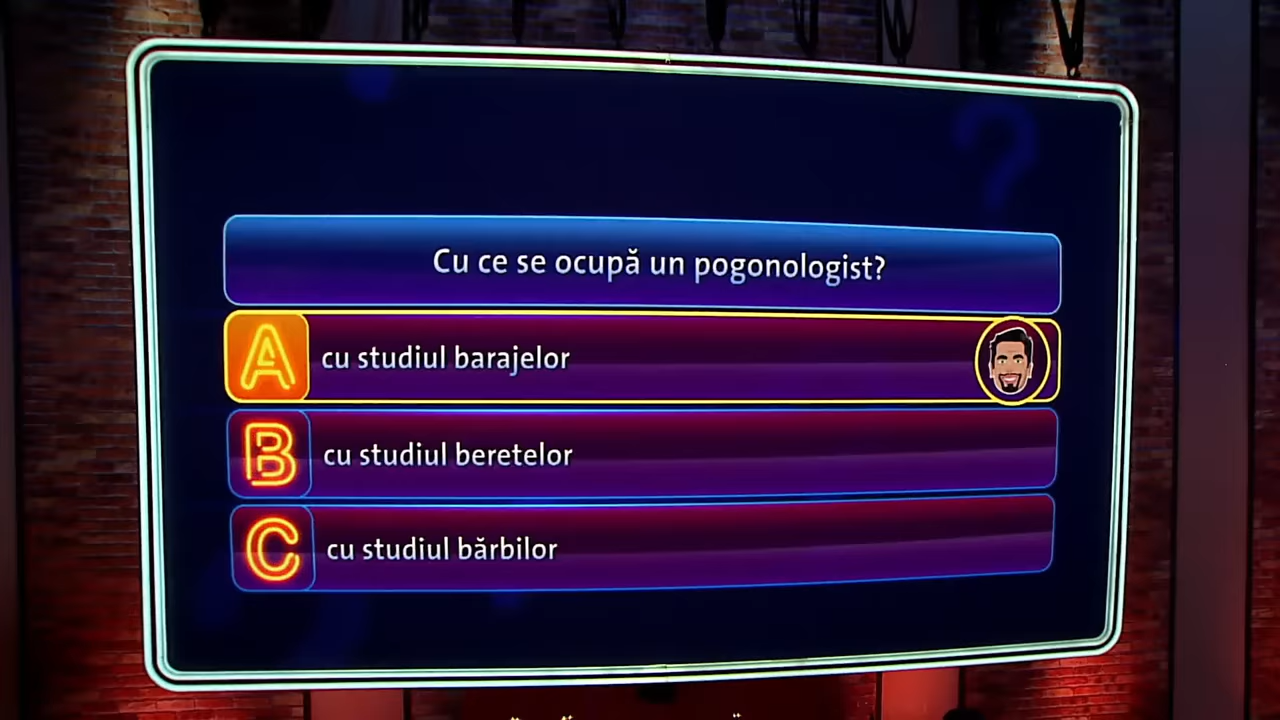 Cu ce se ocupă un pogonologist?
A cu studiul barajelor
B cu studiul beretelor
C cu studiul bărbilor